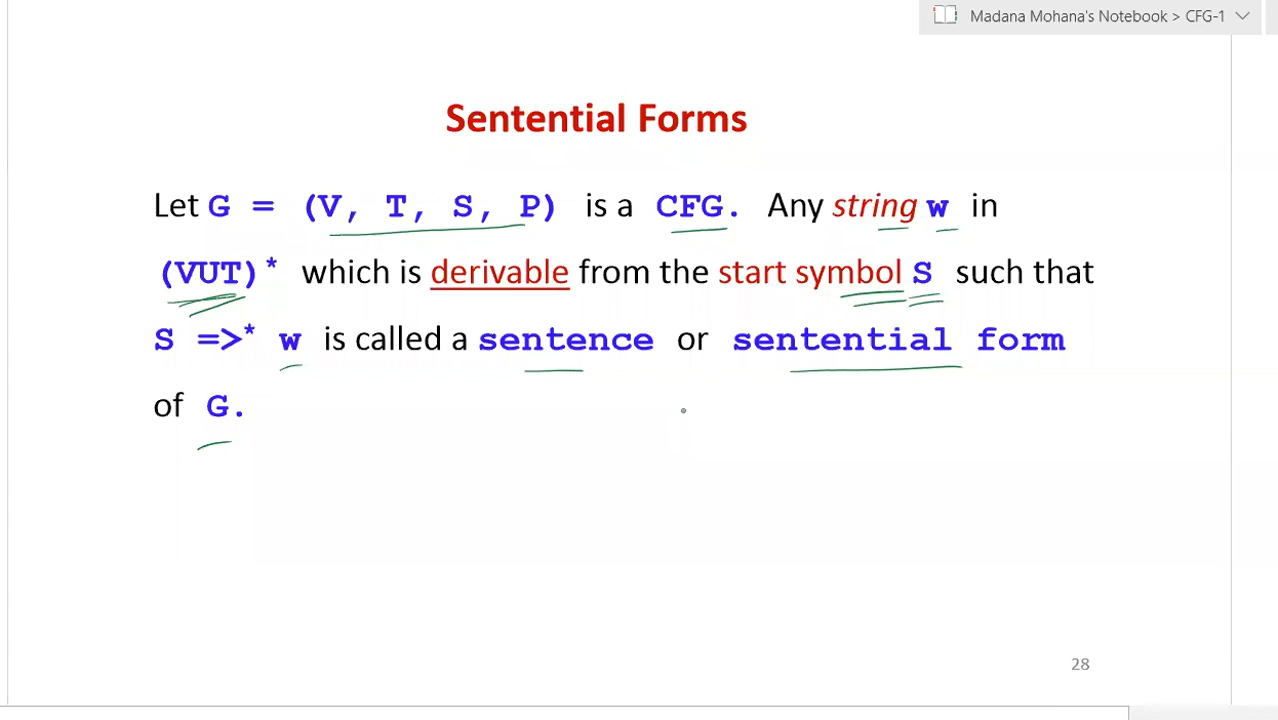 Madana Mohana's Notebook > CFG-1
Sentential Forms
Let G = (V, T, S, P) is a CFG. Any string w in
(VUT)* which is derivable from the start symbol S such that
S =>* w is called a sentence or sentential form
of G.
28